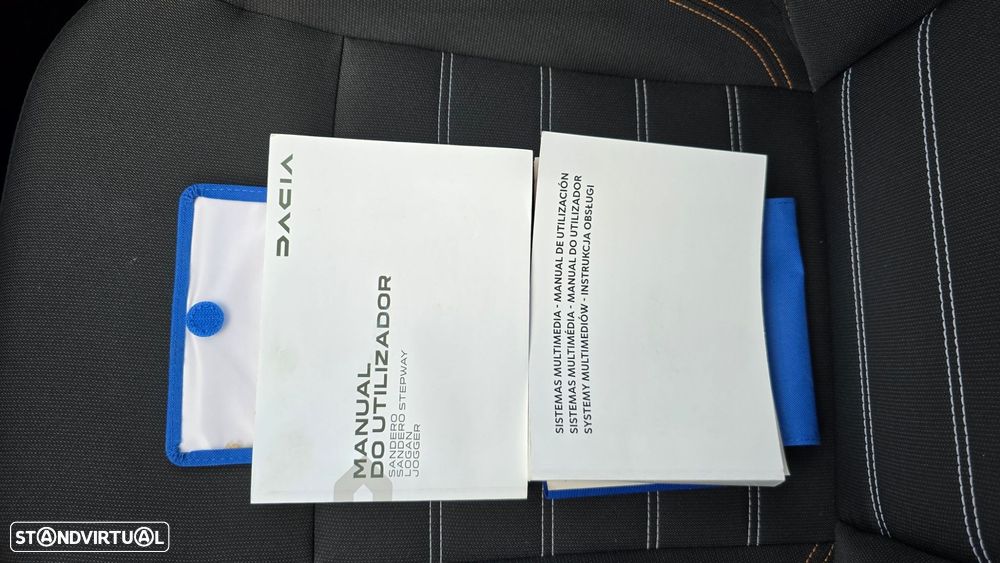 DACIA
MANUAL
DO UTILIZADOR
SANDERO
SANDERO STEPWAY
LOGAN
JOGGER
SISTEMAS MULTIMEDIA - MANUAL DE UTILIZACIÓN
SISTEMAS MULTIMÉDIA - MANUAL DO UTILIZADOR
SYSTEMY MULTIMEDIÓW - INSTRUKCJA OBSŁUGI
STANDVIRTUAL